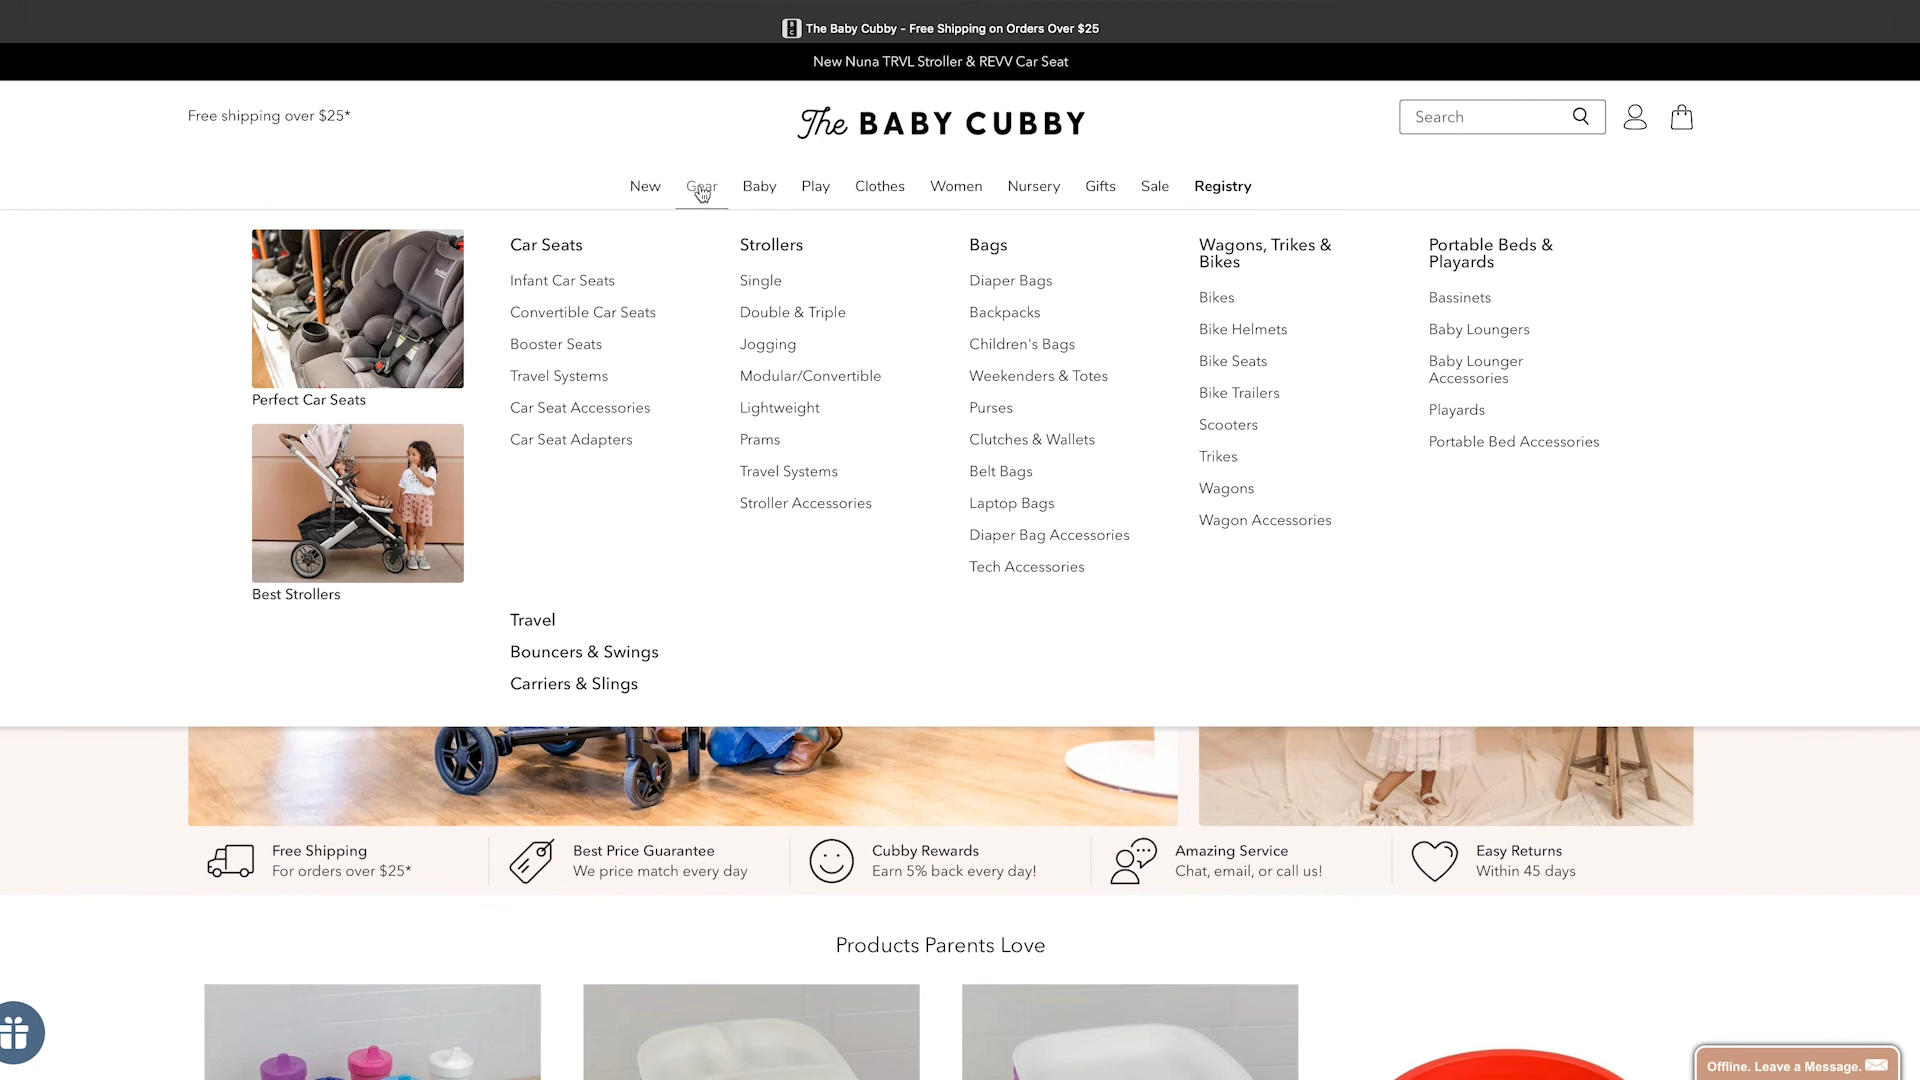 The Baby Cubby – Free Shipping on Orders Over $25
New Nuna TRVL Stroller & REVV Car Seat
Free shipping over $25*
The BABY CUBBY
Search
New
Gear
Baby
Play
Clothes
Women
Nursery
Gifts
Sale
Registry
Perfect Car Seats
Best Strollers
Car Seats
Infant Car Seats
Convertible Car Seats
Booster Seats
Travel Systems
Car Seat Accessories
Car Seat Adapters
Strollers
Single
Double & Triple
Jogging
Modular/Convertible
Lightweight
Prams
Travel Systems
Stroller Accessories
Bags
Diaper Bags
Backpacks
Children's Bags
Weekenders & Totes
Purses
Clutches & Wallets
Belt Bags
Laptop Bags
Diaper Bag Accessories
Tech Accessories
Wagons, Trikes &
Bikes
Bikes
Bike Helmets
Bike Seats
Bike Trailers
Scooters
Trikes
Wagons
Wagon Accessories
Portable Beds &
Playards
Bassinets
Baby Loungers
Baby Lounger
Accessories
Playards
Portable Bed Accessories
Travel
Bouncers & Swings
Carriers & Slings
Free Shipping
For orders over $25*
Best Price Guarantee
We price match every day
Cubby Rewards
Earn 5% back every day!
Amazing Service
Chat, email, or call us!
Easy Returns
Within 45 days
Products Parents Love
Offline. Leave a Message.